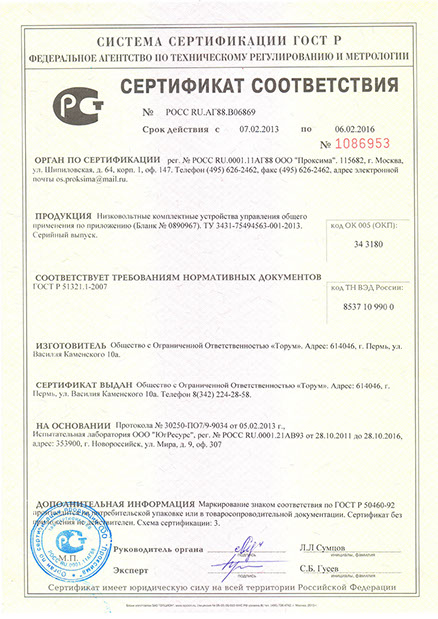 СИСТЕМА СЕРТИФИКАЦИИ ГОСТ Р
ФЕДЕРАЛЬНОЕ АГЕНТСТВО ПО ТЕХНИЧЕСКОМУ РЕГУЛИРОВАНИЮ И МЕТРОЛОГИИ
СЕРТИФИКАТ СООТВЕТСТВИЯ
№ РОСС RU.АГ88.В06869
Срок действия с 07.02.2013 по 06.02.2016
№ 1086953
ОРГАН ПО СЕРТИФИКАЦИИ рег. № РОСС RU.0001.11АГ88 ООО "Проксима". 115682, г. Москва,
ул. Шипиловская, д. 64, корп. 1, оф. 147. Телефон (495) 626-2462, факс (495) 626-2462, адрес электронной
почты os.proksima@mail.ru.
ПРОДУКЦИЯ Низковольтные комплектные устройства управления общего
применения по приложению (Бланк № 0890967). ТУ 3431-75494563-001-2013.
Серийный выпуск.
код ОК 005 (ОКП):
34 3180
СООТВЕТСТВУЕТ ТРЕБОВАНИЯМ НОРМАТИВНЫХ ДОКУМЕНТОВ
ГОСТ Р 51321.1-2007
код ТН ВЭД России:
8537 10 990 0
ИЗГОТОВИТЕЛЬ Общество с Ограниченной Ответственностью «Торум». Адрес: 614046, г. Пермь, ул.
Василия Каменского 10а.
СЕРТИФИКАТ ВЫДАН Общество с Ограниченной Ответственностью «Торум». Адрес: 614046, г.
Пермь, ул. Василия Каменского 10а. Телефон 8(342) 224-28-58.
НА ОСНОВАНИИ Протокола № 30250-ПО7/9-9034 от 05.02.2013 г.,
Испытательная лаборатория ООО "ЮгРесурс", рег. № РОСС RU.0001.21АВ93 от 28.10.2011 до 28.10.2016,
адрес: 353900, г. Новороссийск, ул. Мира, д. 9, оф. 307
ДОПОЛНИТЕЛЬНАЯ ИНФОРМАЦИЯ Маркирование знаком соответствия по ГОСТ Р 50460-92
производится на потребительской упаковке или в товаросопроводительной документации. Сертификат без
приложения не действителен. Схема сертификации: 3.
Руководитель органа
подпись
Л.Л Сумцов
инициалы, фамилия
М.П.
Эксперт
подпись
С.Б. Гусев
инициалы, фамилия
Сертификат имеет юридическую силу на всей территории Российской Федерации